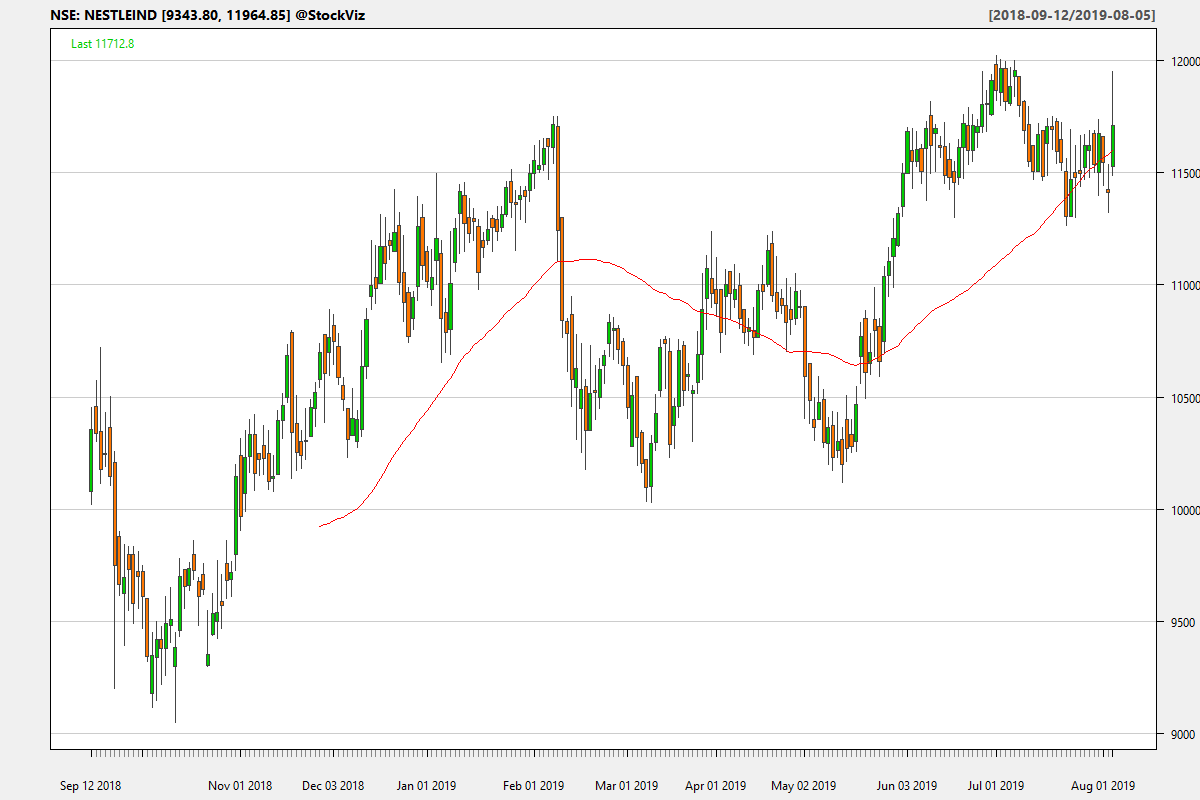 NSE: NESTLEIND [9343.80, 11964.85] @StockViz [2018-09-12/2019-08-05]
Last 11712.8
12000
11500
11000
10500
10000
9500
9000
Sep 12 2018 Nov 01 2018 Dec 03 2018 Jan 01 2019 Feb 01 2019 Mar 01 2019 Apr 01 2019 May 02 2019 Jun 03 2019 Jul 01 2019 Aug 01 2019